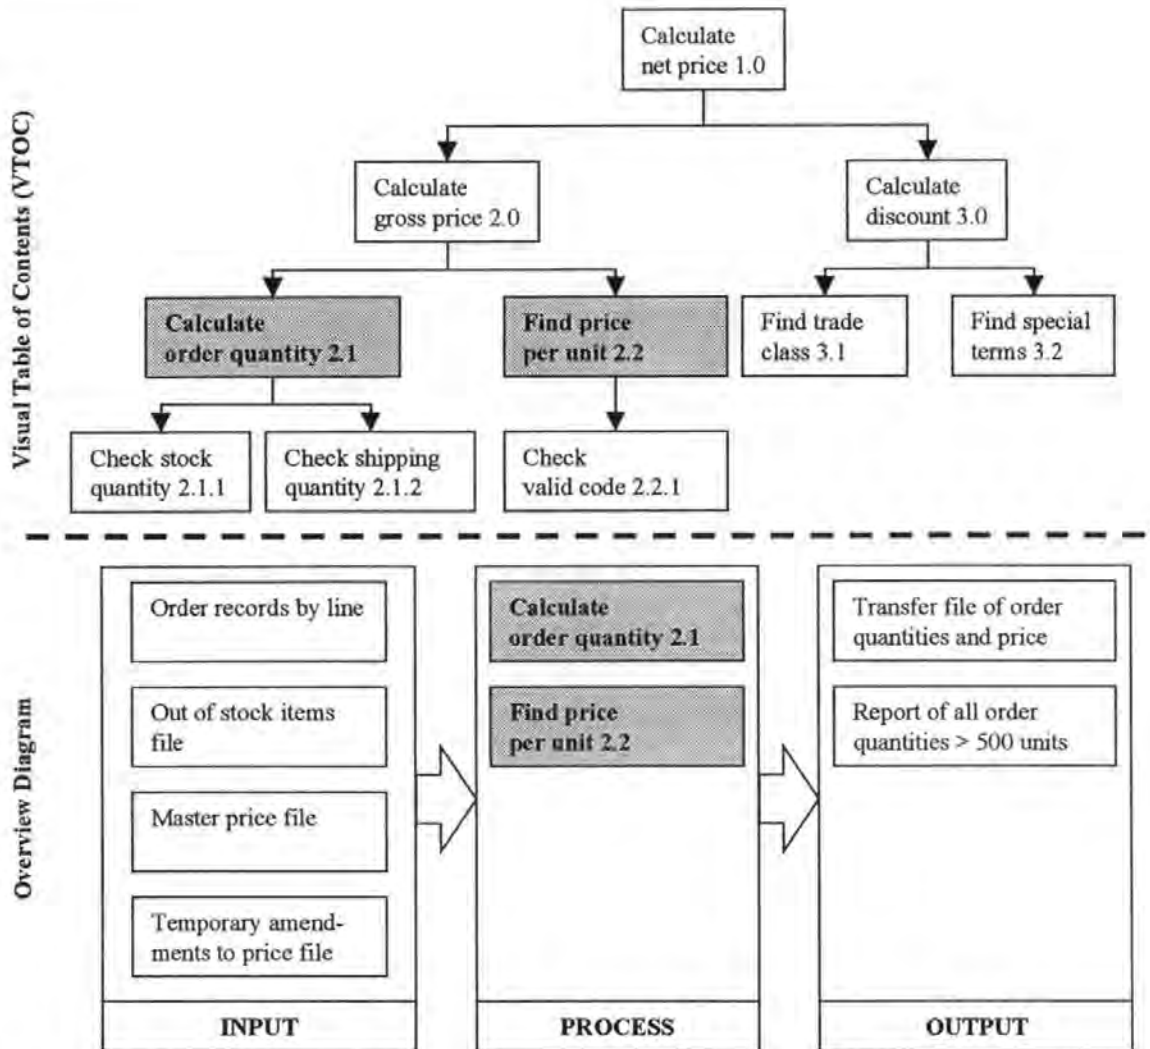 Visual Table of Contents (VTOC)
Calculate
net price 1.0
Calculate
gross price 2.0
Calculate
discount 3.0
Calculate
order quantity 2.1
Find price
per unit 2.2
Find trade
class 3.1
Find special
terms 3.2
Check stock
quantity 2.1.1
Check shipping
quantity 2.1.2
Check
valid code 2.2.1
Overview Diagram
Order records by line
Out of stock items
file
Master price file
Temporary amend-
ments to price file
INPUT
Calculate
order quantity 2.1
Find price
per unit 2.2
PROCESS
Transfer file of order
quantities and price
Report of all order
quantities > 500 units
OUTPUT